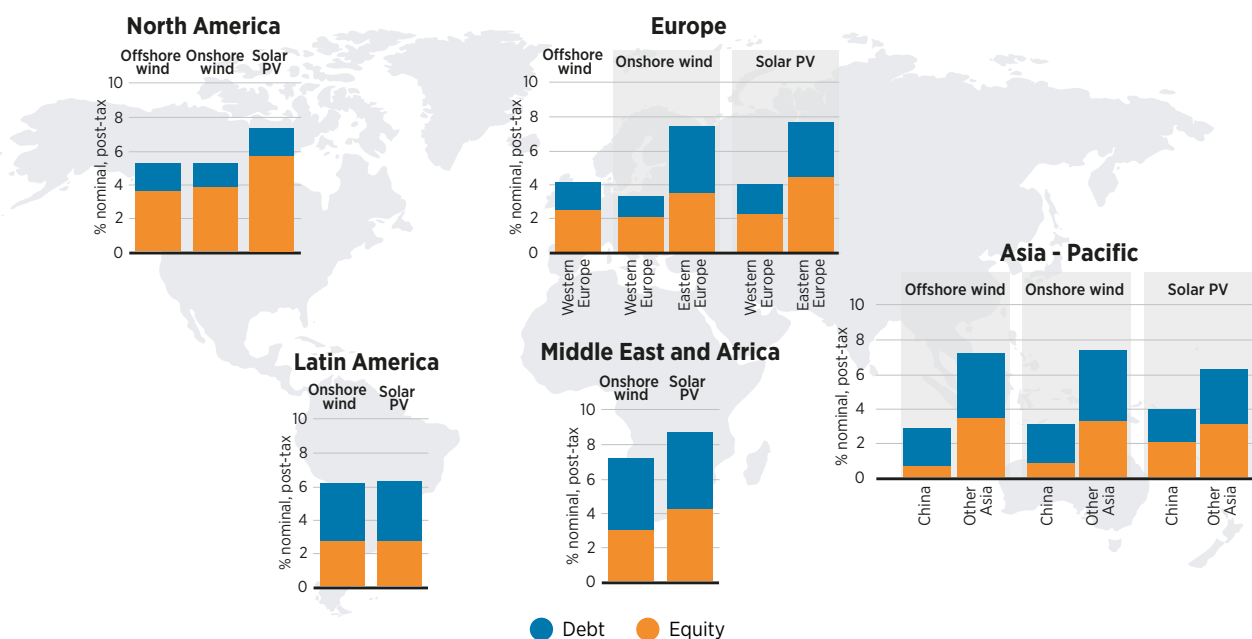 North America
Offshore wind
Onshore wind
Solar PV
% nominal, post-tax
10
8
6
4
2
0
Europe
Offshore wind
Onshore wind
Solar PV
% nominal, post-tax
10
8
6
4
2
0
Western Europe
Western Europe
Eastern Europe
Western Europe
Eastern Europe
Asia - Pacific
Offshore wind
Onshore wind
Solar PV
% nominal, post-tax
10
8
6
4
2
0
China
Other Asia
China
Other Asia
China
Other Asia
Latin America
Onshore wind
Solar PV
% nominal, post-tax
10
8
6
4
2
0
Middle East and Africa
Onshore wind
Solar PV
% nominal, post-tax
10
8
6
4
2
0
Debt
Equity